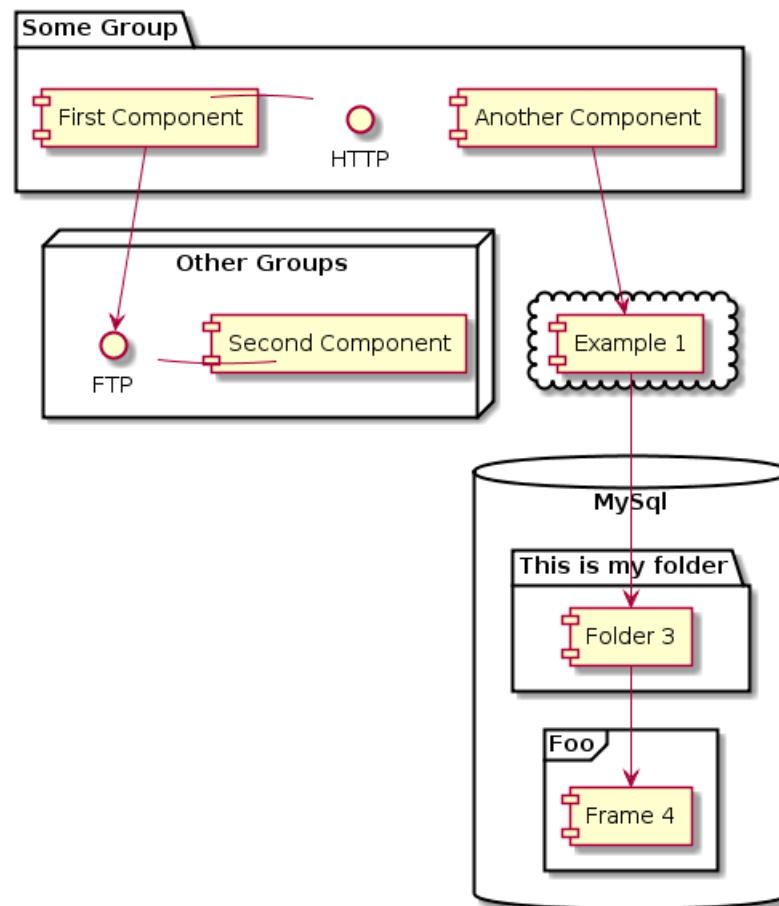 Some Group
First Component
HTTP
Another Component
Other Groups
FTP
Second Component
Example 1
MySql
This is my folder
Folder 3
Foo
Frame 4